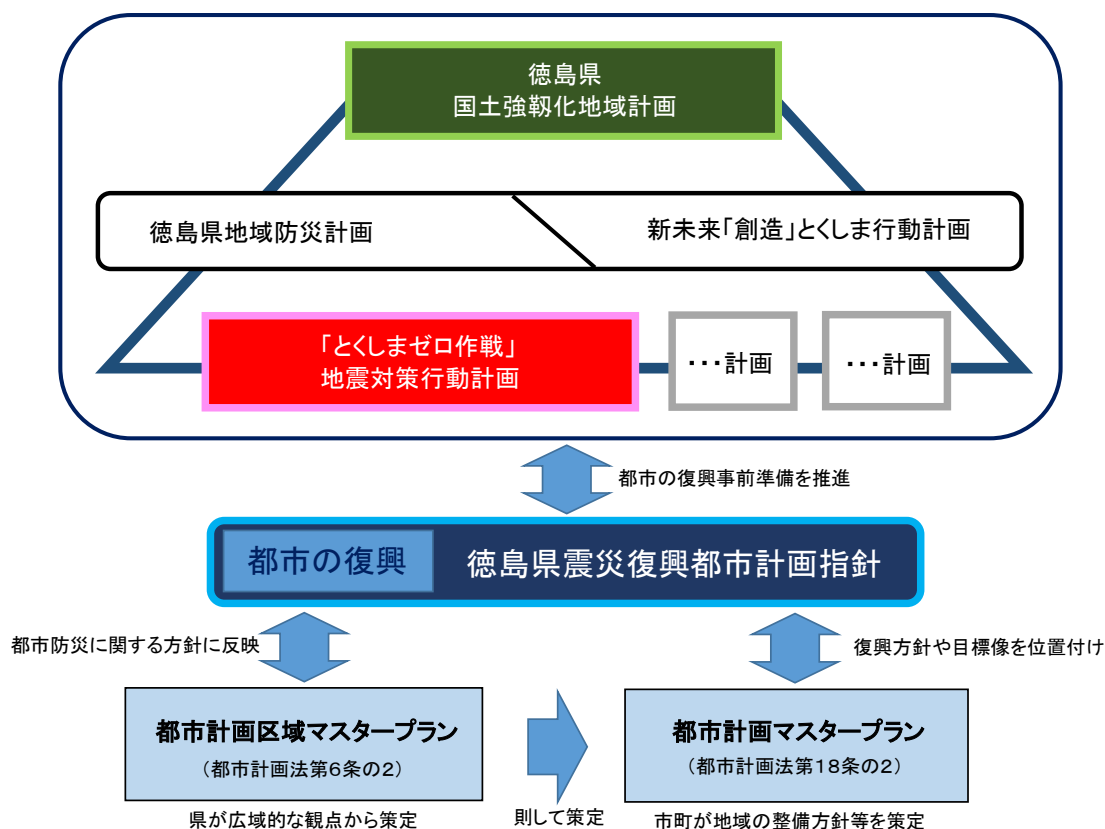 徳島県
国土強靱化地域計画
徳島県地域防災計画
新未来「創造」とくしま行動計画
「とくしまゼロ作戦」
地震対策行動計画
・・・計画
・・・計画
都市の復興事前準備を推進
都市の復興
徳島県震災復興都市計画指針
都市防災に関する方針に反映
復興方針や目標像を位置付け
都市計画区域マスタープラン
（都市計画法第6条の2）
都市計画マスタープラン
（都市計画法第18条の2）
県が広域的な観点から策定
則して策定
市町が地域の整備方針等を策定